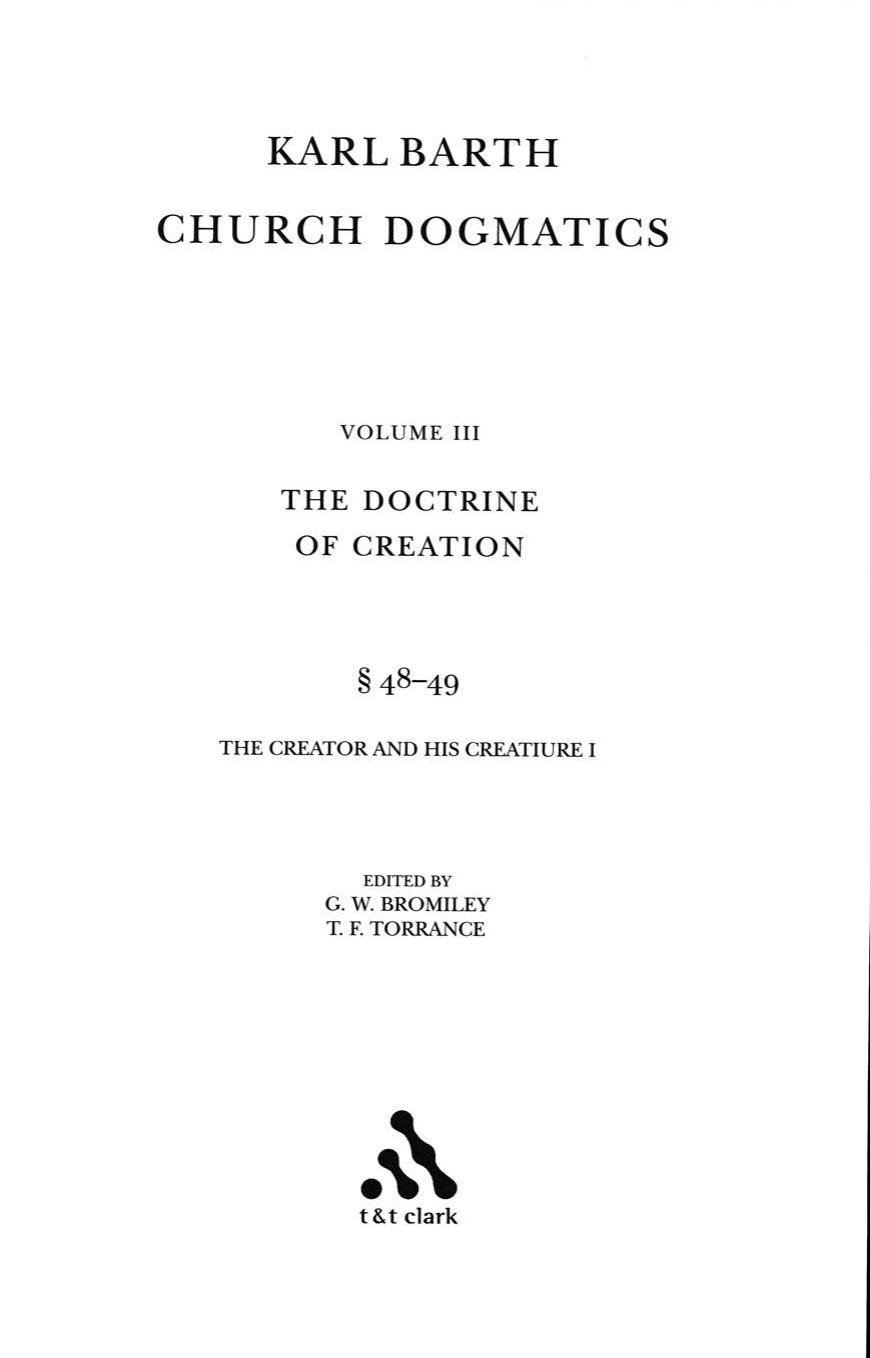 KARL BARTH
CHURCH DOGMATICS
VOLUME III
THE DOCTRINE
OF CREATION
§ 48–49
THE CREATOR AND HIS CREATIURE I
EDITED BY
G. W. BROMILEY
T. F. TORRANCE
t&t clark